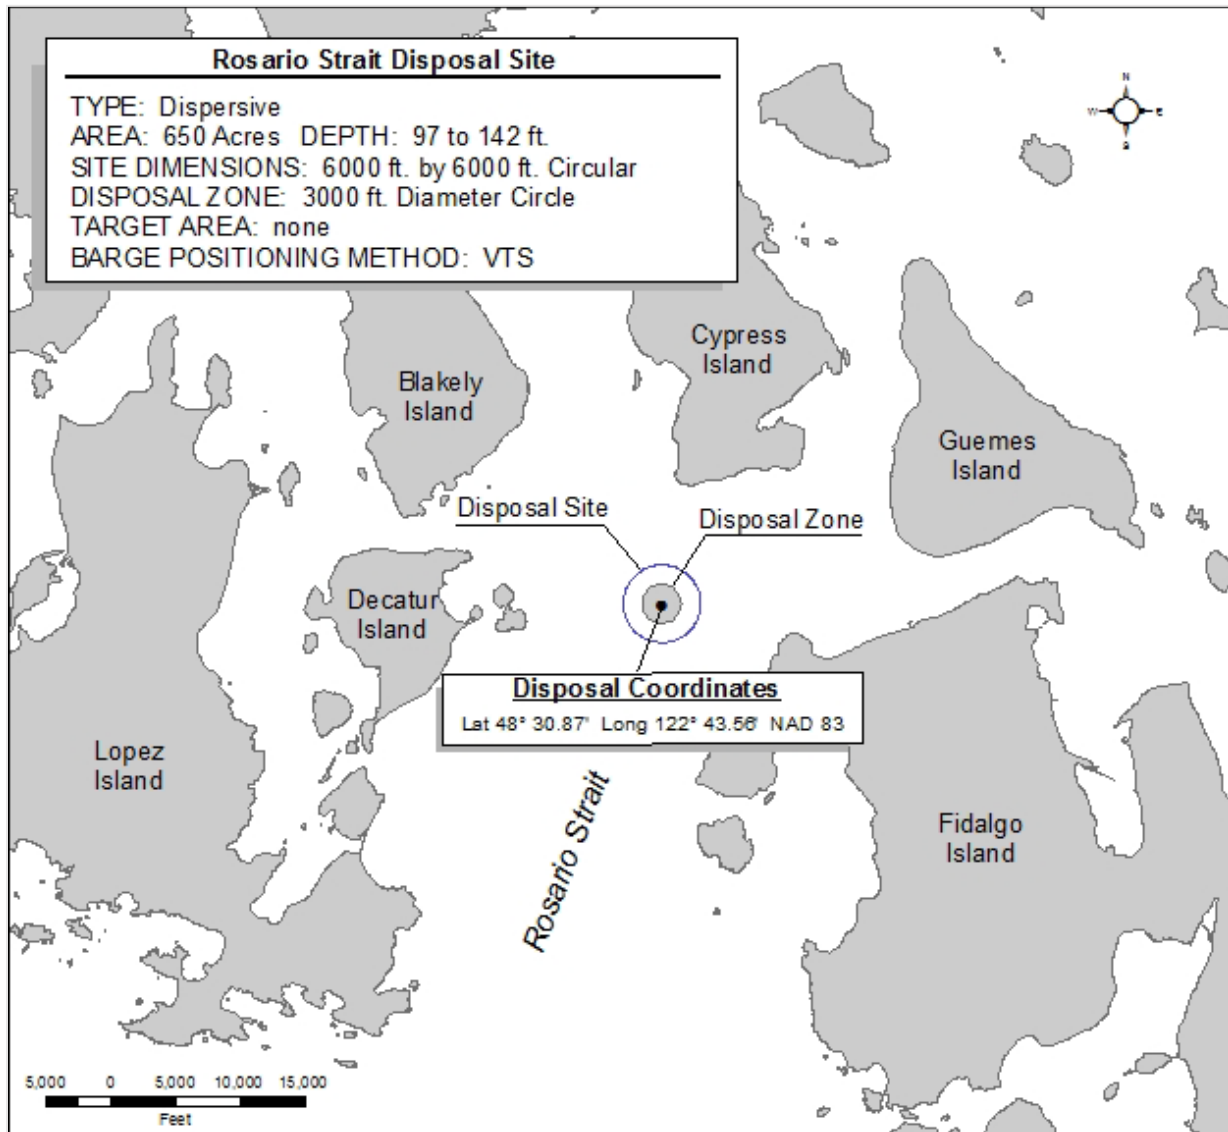 Rosario Strait Disposal Site
TYPE: Dispersive
AREA: 650 Acres DEPTH: 97 to 142 ft.
SITE DIMENSIONS: 6000 ft. by 6000 ft. Circular
DISPOSAL ZONE: 3000 ft. Diameter Circle
TARGET AREA: none
BARGE POSITIONING METHOD: VTS
N
W
E
S
Cypress
Island
Blakely
Island
Guemes
Island
Disposal Site
Disposal Zone
Decatur
Island
Disposal Coordinates
Lat 48° 30.87' Long 122° 43.56' NAD 83
Lopez
Island
Rosario Strait
Fidalgo
Island
5,000 0 5,000 10,000 15,000
Feet